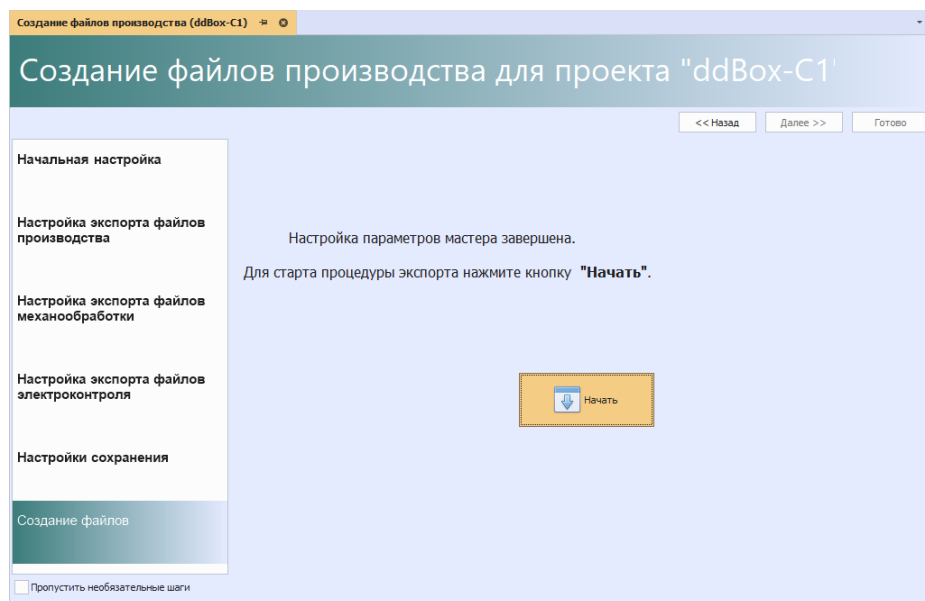 Создание файлов производства (ddBox-C1)
Создание файлов производства для проекта "ddBox-C1"
<< Назад Далее >> Готово
Начальная настройка
Настройка экспорта файлов
производства
Настройка экспорта файлов
механообработки
Настройка экспорта файлов
электроконтроля
Настройки сохранения
Создание файлов
Пропустить необязательные шаги
Настройка параметров мастера завершена.
Для старта процедуры экспорта нажмите кнопку "Начать".
Начать